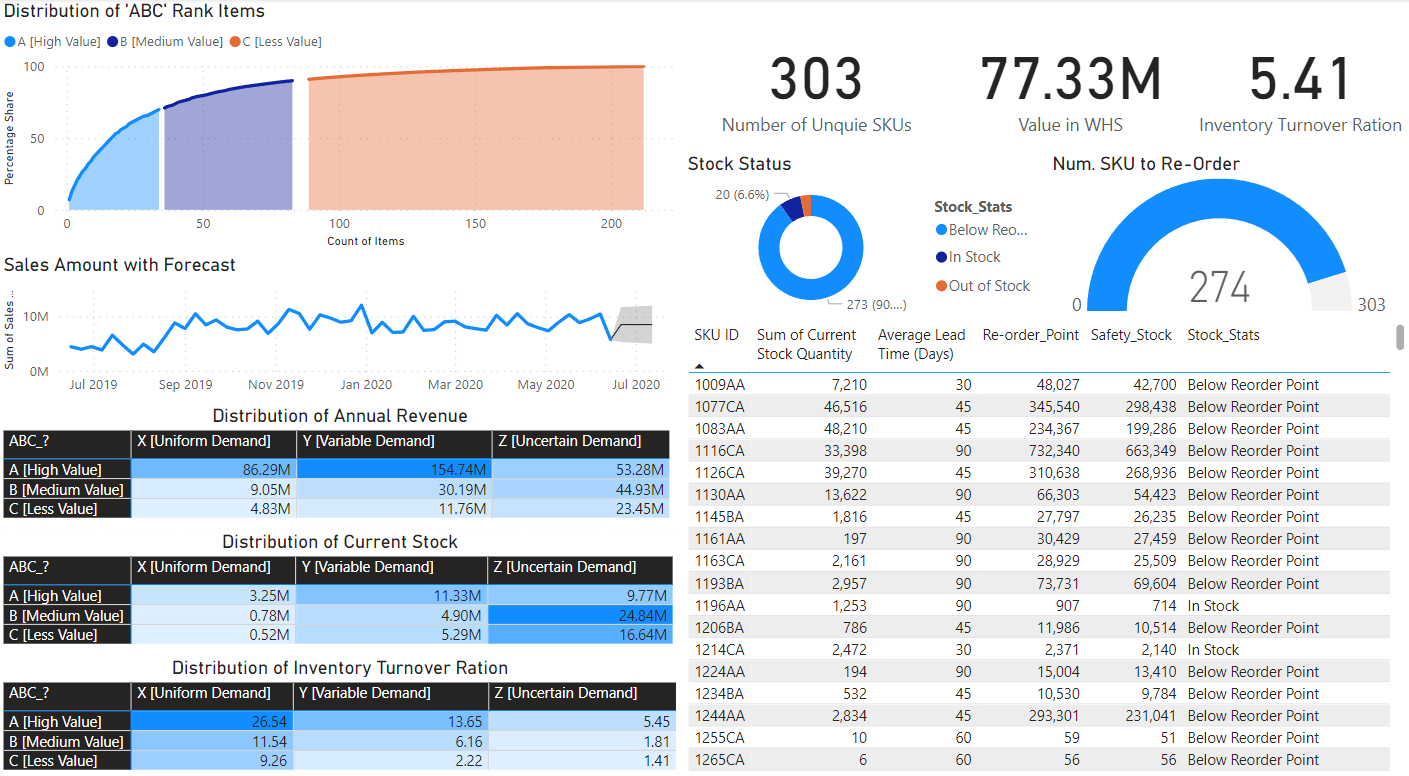 Distribution of 'ABC' Rank Items
A [High Value] B [Medium Value] C [Less Value]
100
50
0
Percentage Share
0 50 100 150 200
Count of Items
Sales Amount with Forecast
Sum of Sales ...
10M
0M
Jul 2019 Sep 2019 Nov 2019 Jan 2020 Mar 2020 May 2020 Jul 2020
Distribution of Annual Revenue
ABC_? X [Uniform Demand] Y [Variable Demand] Z [Uncertain Demand]
A [High Value] 86.29M 154.74M 53.28M
B [Medium Value] 9.05M 30.19M 44.93M
C [Less Value] 4.83M 11.76M 23.45M
Distribution of Current Stock
ABC_? X [Uniform Demand] Y [Variable Demand] Z [Uncertain Demand]
A [High Value] 3.25M 11.33M 9.77M
B [Medium Value] 0.78M 4.90M 24.84M
C [Less Value] 0.52M 5.29M 16.64M
Distribution of Inventory Turnover Ration
ABC_? X [Uniform Demand] Y [Variable Demand] Z [Uncertain Demand]
A [High Value] 26.54 13.65 5.45
B [Medium Value] 11.54 6.16 1.81
C [Less Value] 9.26 2.22 1.41
303 77.33M 5.41
Number of Unquie SKUs Value in WHS Inventory Turnover Ration
Stock Status
20 (6.6%)
273 (90....)
Stock_Stats
Below Reo...
In Stock
Out of Stock
Num. SKU to Re-Order
274
0 303
SKU ID Sum of Current Average Lead Re-order_Point Safety_Stock Stock_Stats
Stock Quantity Time (Days)
1009AA 7,210 30 48,027 42,700 Below Reorder Point
1077CA 46,516 45 345,540 298,438 Below Reorder Point
1083AA 48,210 45 234,367 199,286 Below Reorder Point
1116CA 33,398 90 732,340 663,349 Below Reorder Point
1126CA 39,270 45 310,638 268,936 Below Reorder Point
1130AA 13,622 90 66,303 54,423 Below Reorder Point
1145BA 1,816 45 27,797 26,235 Below Reorder Point
1161AA 197 90 30,429 27,459 Below Reorder Point
1163CA 2,161 90 28,929 25,509 Below Reorder Point
1193BA 2,957 90 73,731 69,604 Below Reorder Point
1196AA 1,253 90 907 714 In Stock
1206BA 786 45 11,986 10,514 Below Reorder Point
1214CA 2,472 30 2,371 2,140 In Stock
1224AA 194 90 15,004 13,410 Below Reorder Point
1234BA 532 45 10,530 9,784 Below Reorder Point
1244AA 2,834 45 293,301 231,041 Below Reorder Point
1255CA 10 60 59 51 Below Reorder Point
1265CA 6 60 56 56 Below Reorder Point